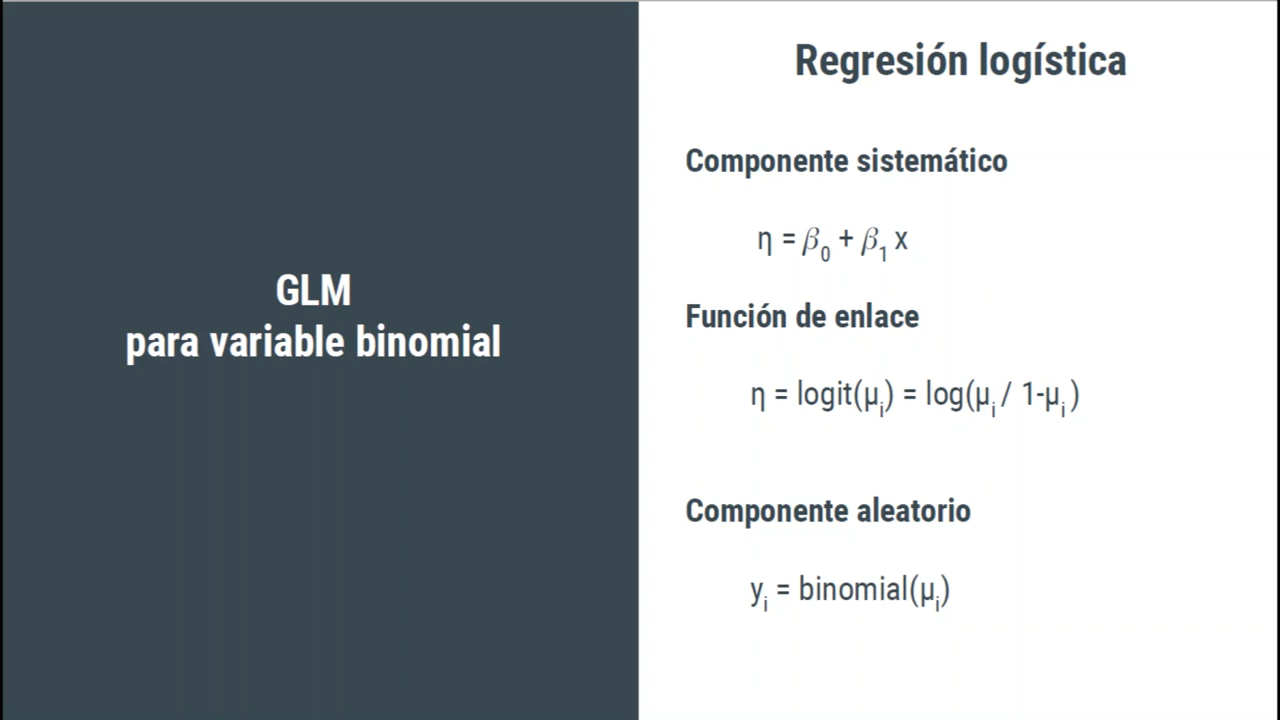 GLM
para variable binomial
Regresión logística
Componente sistemático
η = β₀ + β₁ x
Función de enlace
η = logit(μᵢ) = log(μᵢ / 1-μᵢ )
Componente aleatorio
yᵢ = binomial(μᵢ)